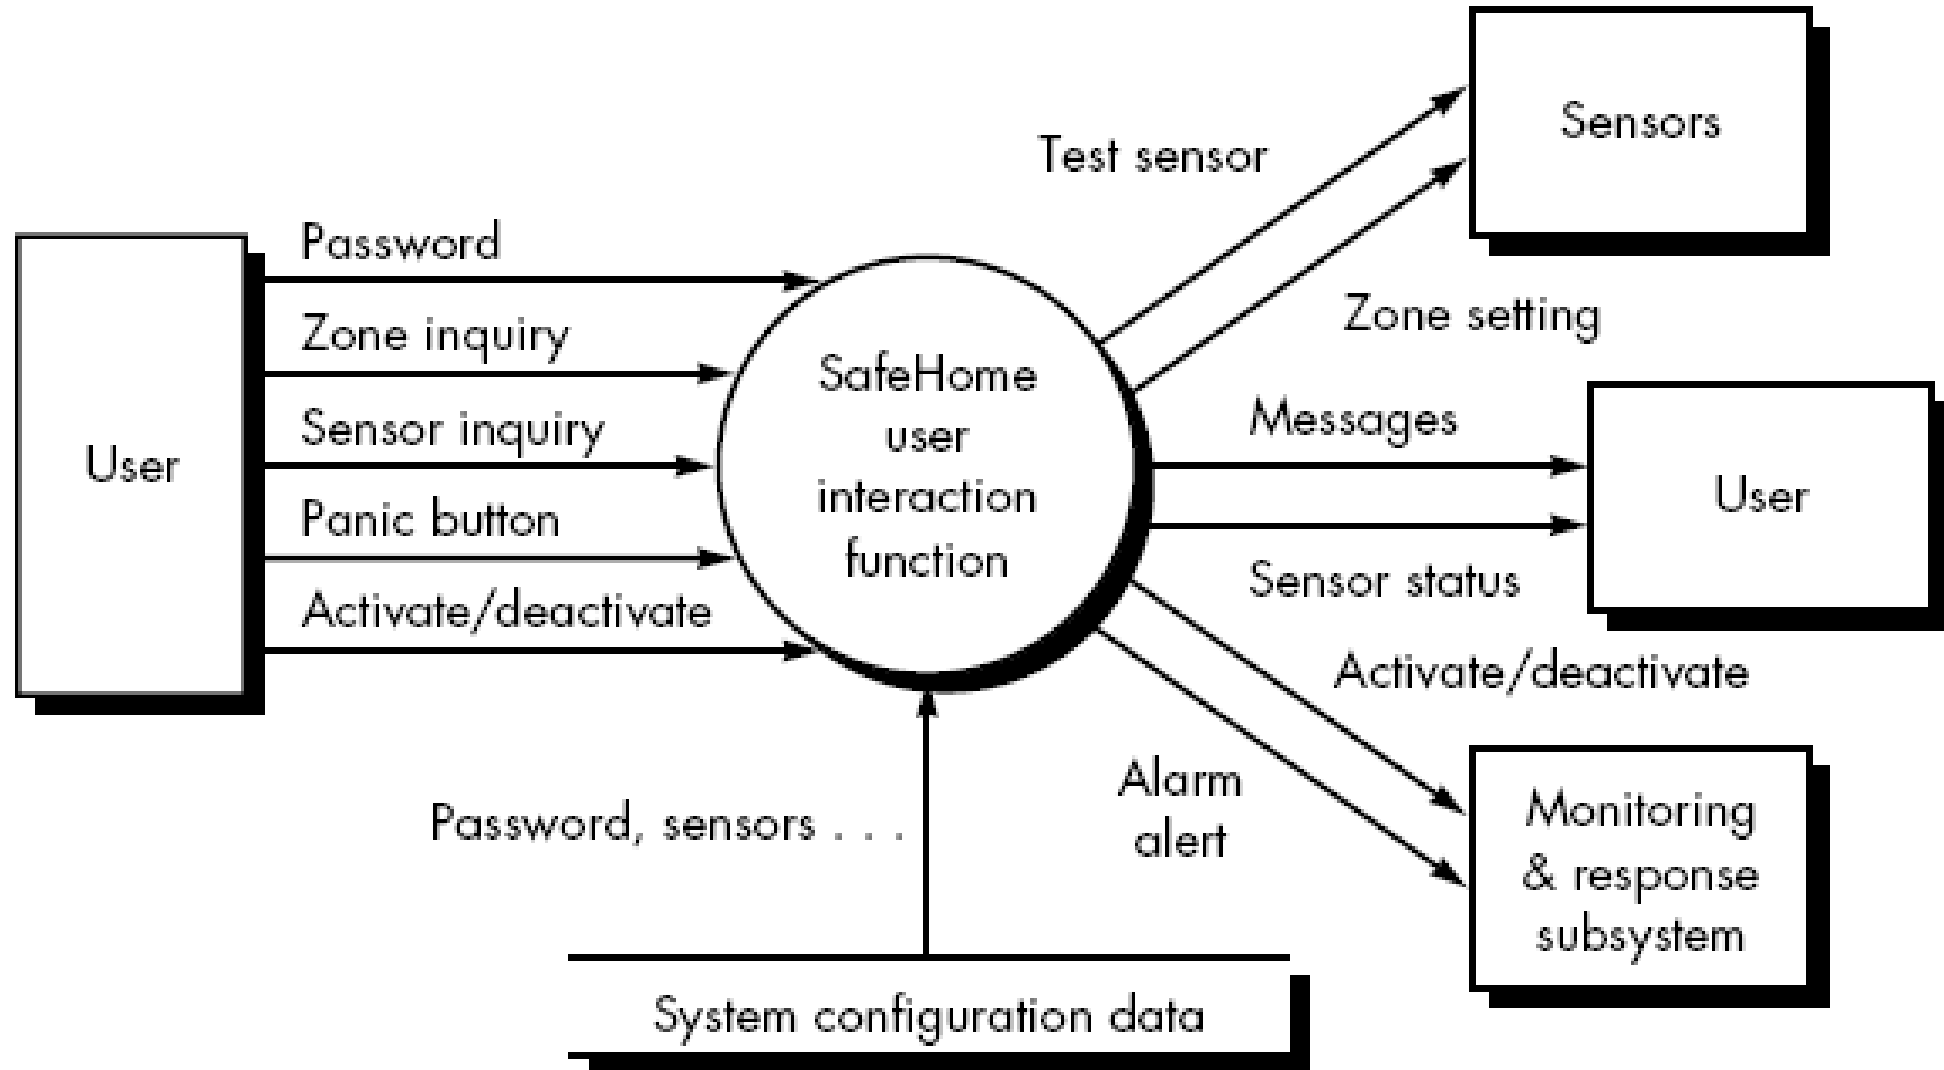 User
Password
Zone inquiry
Sensor inquiry
Panic button
Activate/deactivate
SafeHome
user
interaction
function
Password, sensors . . .
System configuration data
Test sensor
Zone setting
Sensors
Messages
Sensor status
User
Activate/deactivate
Alarm
alert
Monitoring
& response
subsystem